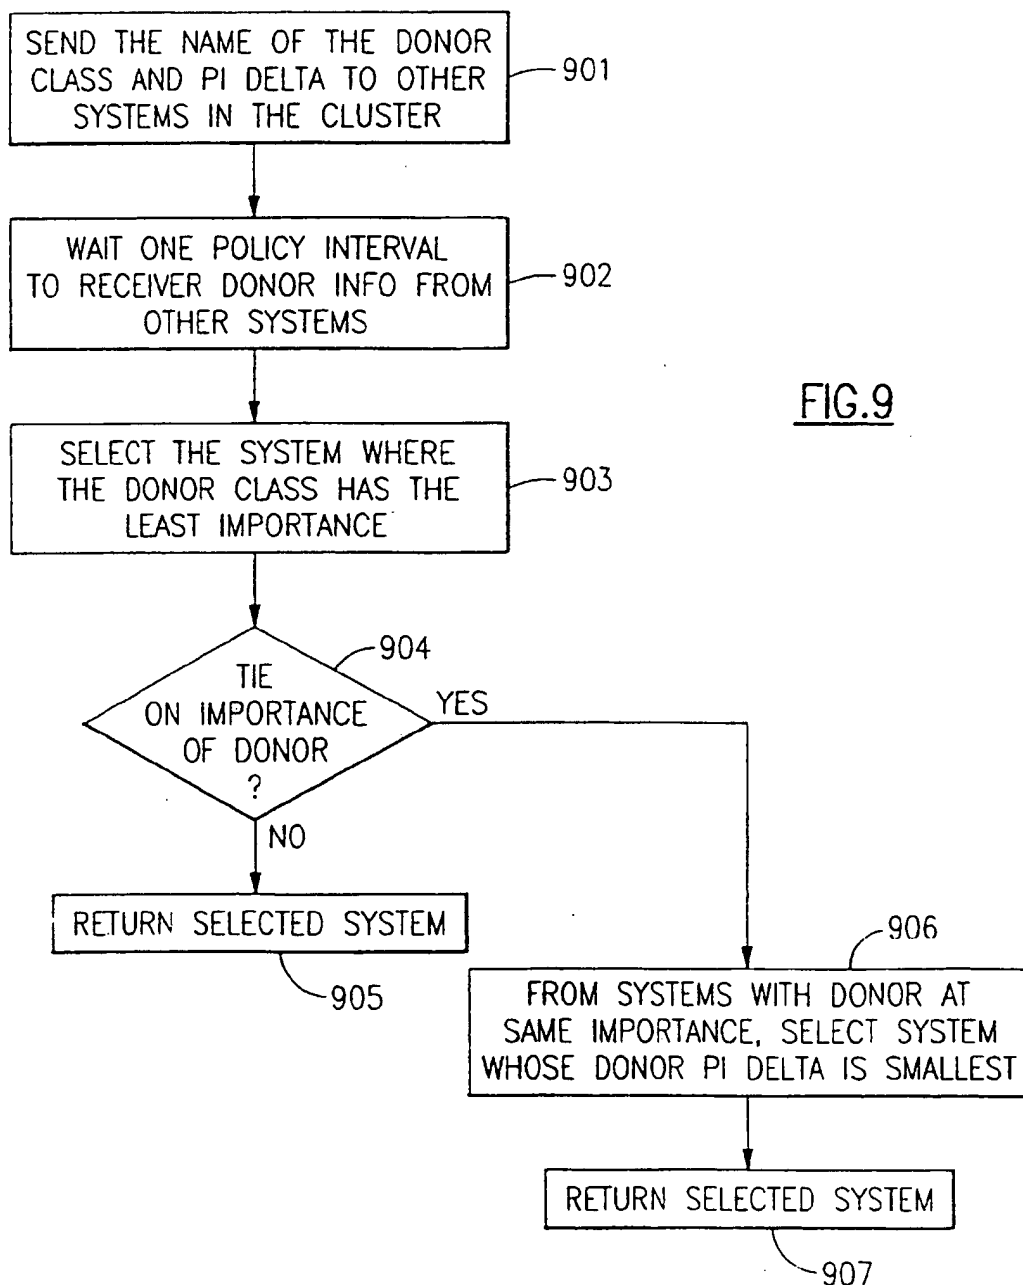 SEND THE NAME OF THE DONOR
CLASS AND PI DELTA TO OTHER
SYSTEMS IN THE CLUSTER
901
WAIT ONE POLICY INTERVAL
TO RECEIVER DONOR INFO FROM
OTHER SYSTEMS
902
FIG.9
SELECT THE SYSTEM WHERE
THE DONOR CLASS HAS THE
LEAST IMPORTANCE
903
TIE
ON IMPORTANCE
OF DONOR
?
904
YES
NO
RETURN SELECTED SYSTEM
905
906
FROM SYSTEMS WITH DONOR AT
SAME IMPORTANCE, SELECT SYSTEM
WHOSE DONOR PI DELTA IS SMALLEST
RETURN SELECTED SYSTEM
907